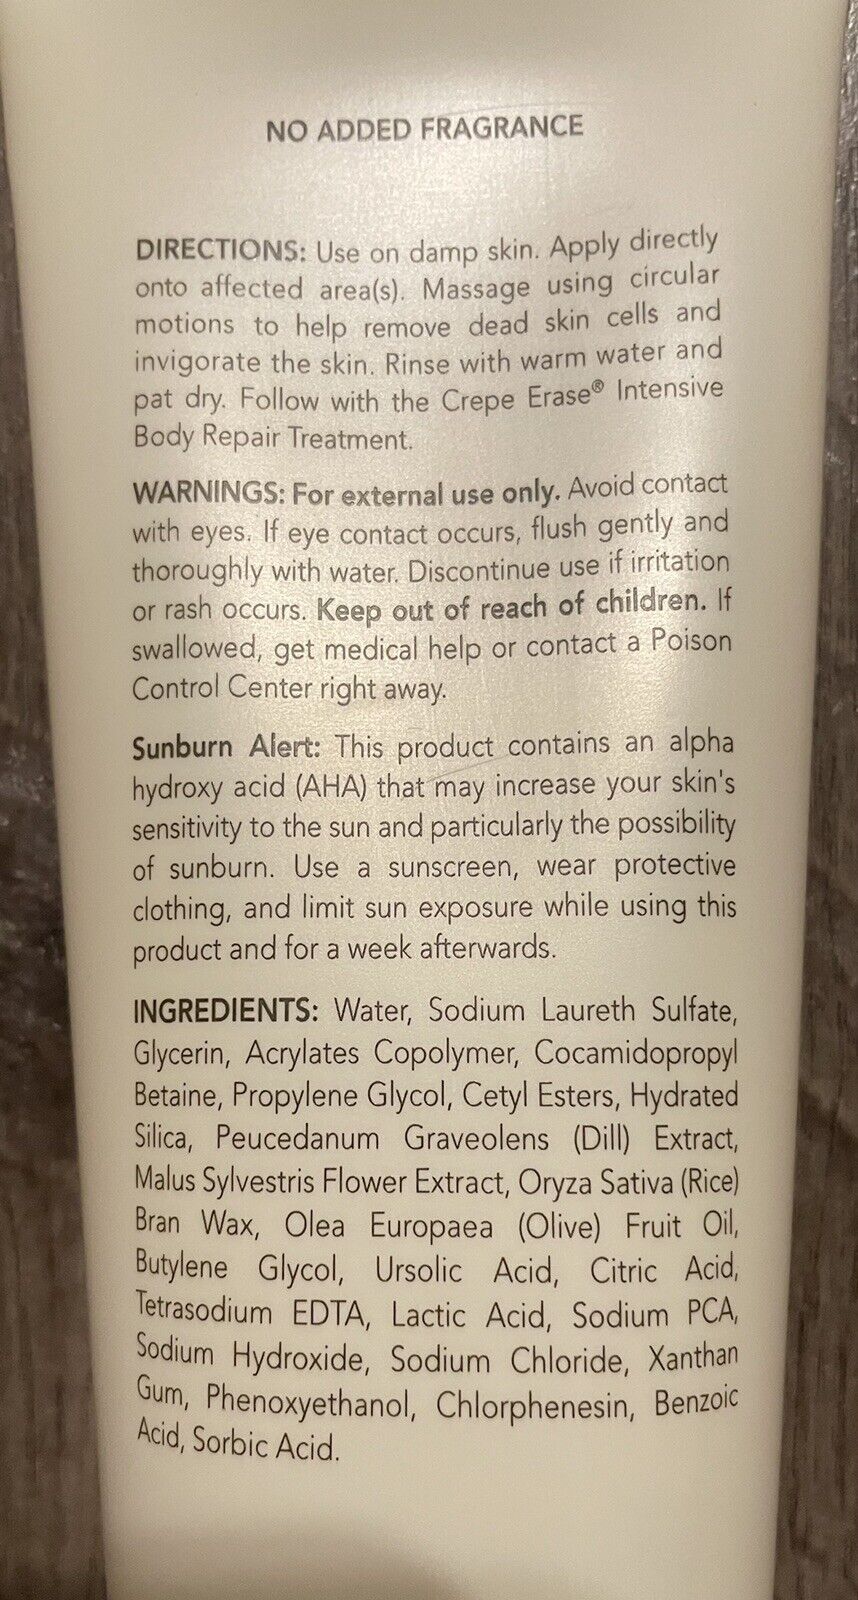 NO ADDED FRAGRANCE
DIRECTIONS: Use on damp skin. Apply directly
onto affected area(s). Massage using circular
motions to help remove dead skin cells and
invigorate the skin. Rinse with warm water and
pat dry. Follow with the Crepe Erase® Intensive
Body Repair Treatment.
WARNINGS: For external use only. Avoid contact
with eyes. If eye contact occurs, flush gently and
thoroughly with water. Discontinue use if irritation
or rash occurs. Keep out of reach of children. If
swallowed, get medical help or contact a Poison
Control Center right away.
Sunburn Alert: This product contains an alpha
hydroxy acid (AHA) that may increase your skin's
sensitivity to the sun and particularly the possibility
of sunburn. Use a sunscreen, wear protective
clothing, and limit sun exposure while using this
product and for a week afterwards.
INGREDIENTS: Water, Sodium Laureth Sulfate,
Glycerin, Acrylates Copolymer, Cocamidopropyl
Betaine, Propylene Glycol, Cetyl Esters, Hydrated
Silica, Peucedanum Graveolens (Dill) Extract,
Malus Sylvestris Flower Extract, Oryza Sativa (Rice)
Bran Wax, Olea Europaea (Olive) Fruit Oil,
Butylene Glycol, Ursolic Acid, Citric Acid,
Tetrasodium EDTA, Lactic Acid, Sodium PCA,
Sodium Hydroxide, Sodium Chloride, Xanthan
Gum, Phenoxyethanol, Chlorphenesin, Benzoic
Acid, Sorbic Acid.